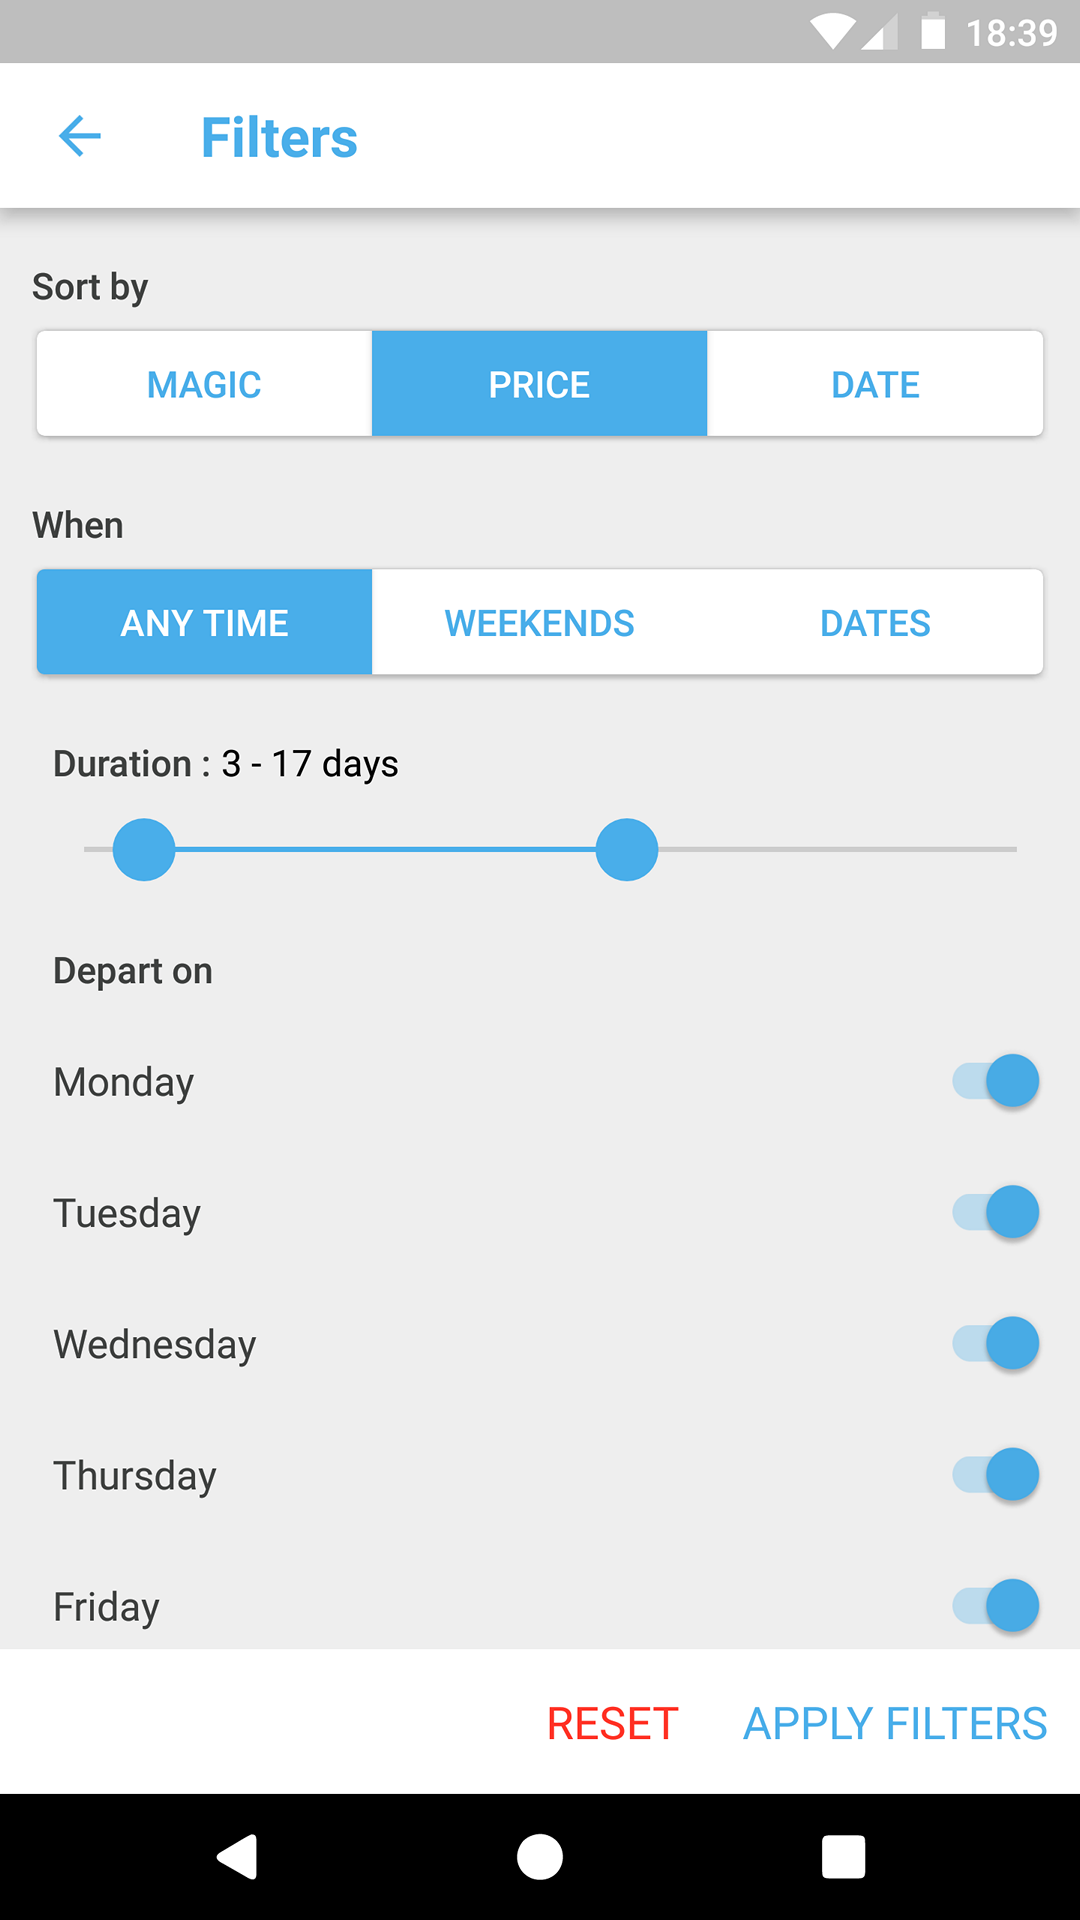 18:39
Filters
Sort by
MAGIC PRICE DATE
When
ANY TIME WEEKENDS DATES
Duration : 3 - 17 days
Depart on
Monday
Tuesday
Wednesday
Thursday
Friday
RESET APPLY FILTERS